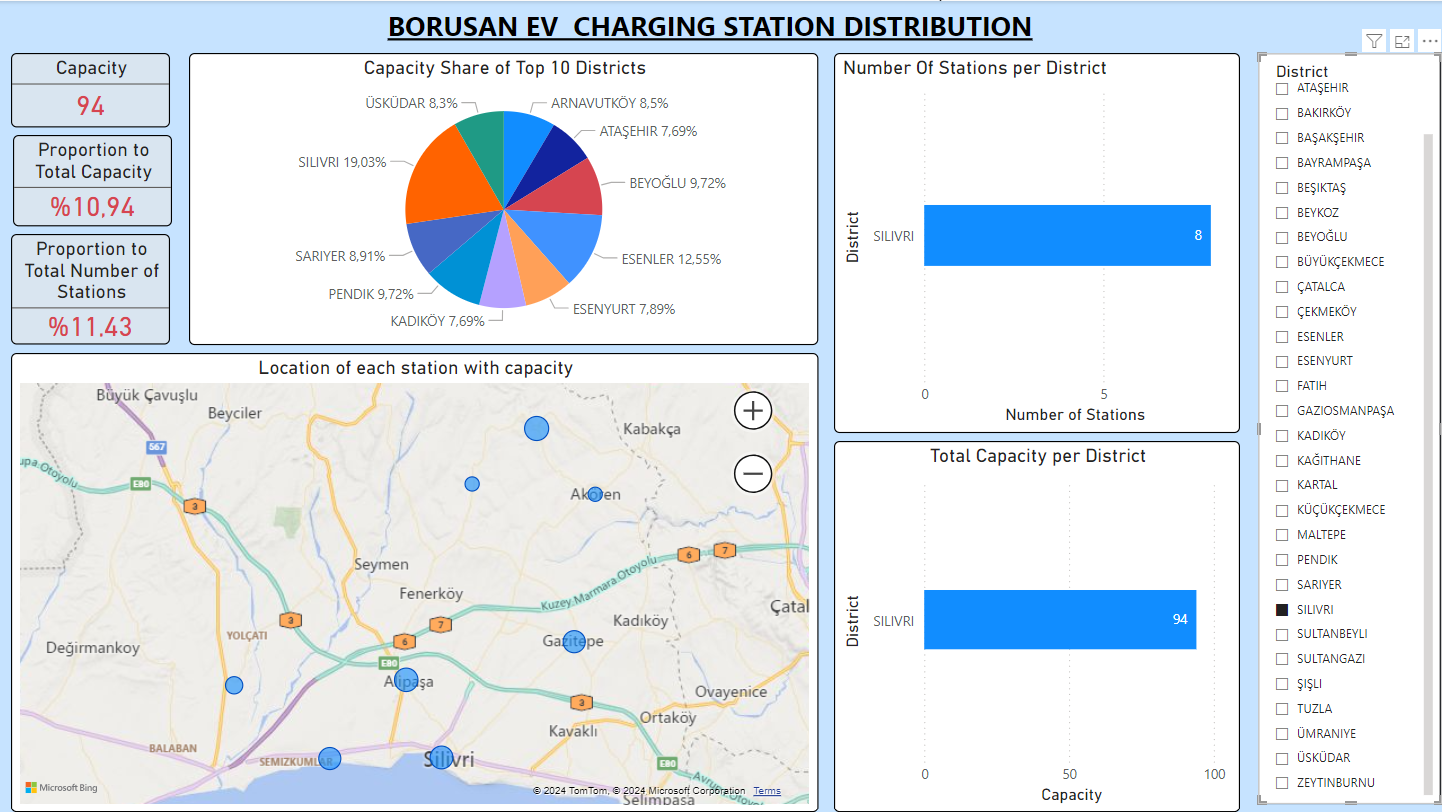 BORUSAN EV  CHARGING STATION DISTRIBUTION
Capacity
94
Proportion to
Total Capacity
%10,94
Proportion to
Total Number of
Stations
%11,43
Capacity Share of Top 10 Districts
ÜSKÜDAR 8,3%
ARNAVUTKÖY 8,5%
ATAŞEHIR 7,69%
SILIVRI 19,03%
BEYOĞLU 9,72%
SARIYER 8,91%
ESENLER 12,55%
PENDIK 9,72%
ESENYURT 7,89%
KADIKÖY 7,69%
Location of each station with capacity
Büyük Çavuşlu
Beyciler
Kabakça
567
upa Otoyolu
E80
3
Akören
Seymen
6
7
Fenerköy
Kuzey Marmara Otoyolu
Çatal
3
7
Kadıköy
YOLÇATI
6
Gazitepe
Değirmankoy
E80
Alipaşa
Ovayenice
3
Ortaköy
Kavaklı
BALABAN
SEMIZKUMLAR
Silivri
E80
Avrupa Otoyolu
Selimpaşa
Microsoft Bing
© 2024 TomTom, © 2024 Microsoft Corporation
Terms
Number Of Stations per District
District
SILIVRI
8
0
5
Number of Stations
Total Capacity per District
District
SILIVRI
94
0
50
100
Capacity
District
ATAŞEHIR
BAKIRKÖY
BAŞAKŞEHIR
BAYRAMPAŞA
BEŞIKTAŞ
BEYKOZ
BEYOĞLU
BÜYÜKÇEKMECE
ÇATALCA
ÇEKMEKÖY
ESENLER
ESENYURT
FATIH
GAZIOSMANPAŞA
KADIKÖY
KAĞITHANE
KARTAL
KÜÇÜKÇEKMECE
MALTEPE
PENDIK
SARIYER
SILIVRI
SULTANBEYLI
SULTANGAZI
ŞIŞLI
TUZLA
ÜMRANIYE
ÜSKÜDAR
ZEYTINBURNU